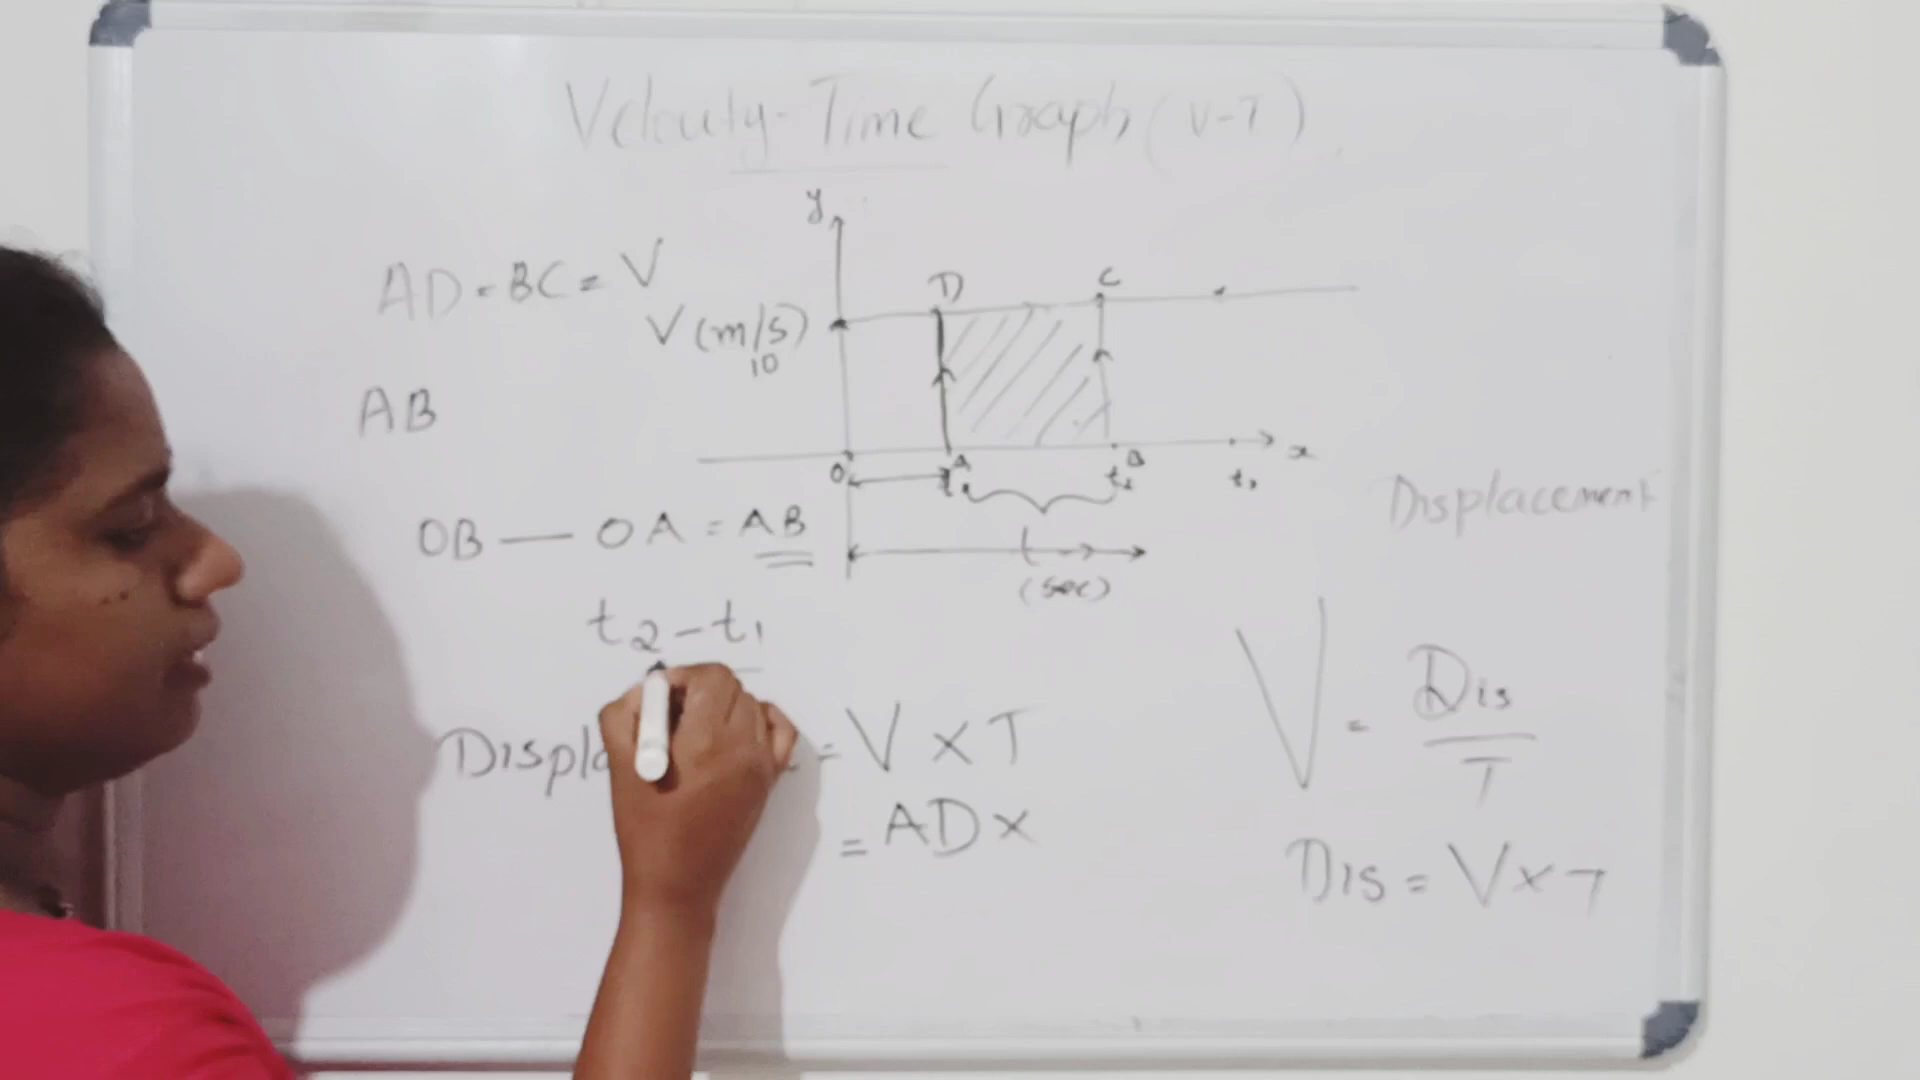 Velocity-Time Graph (V-T)
y
AD = BC = V
D
C
V (m/s)
10
AB
O
A
B
x
t1
t2
Displacement
OB — OA = AB
t
(sec)
t2 - t1
V = Dis / T
= V × T
= AD ×
Dis = V × T